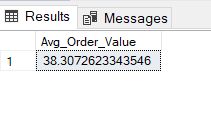 Results Messages
Avg_Order_Value
1 38.3072623343546